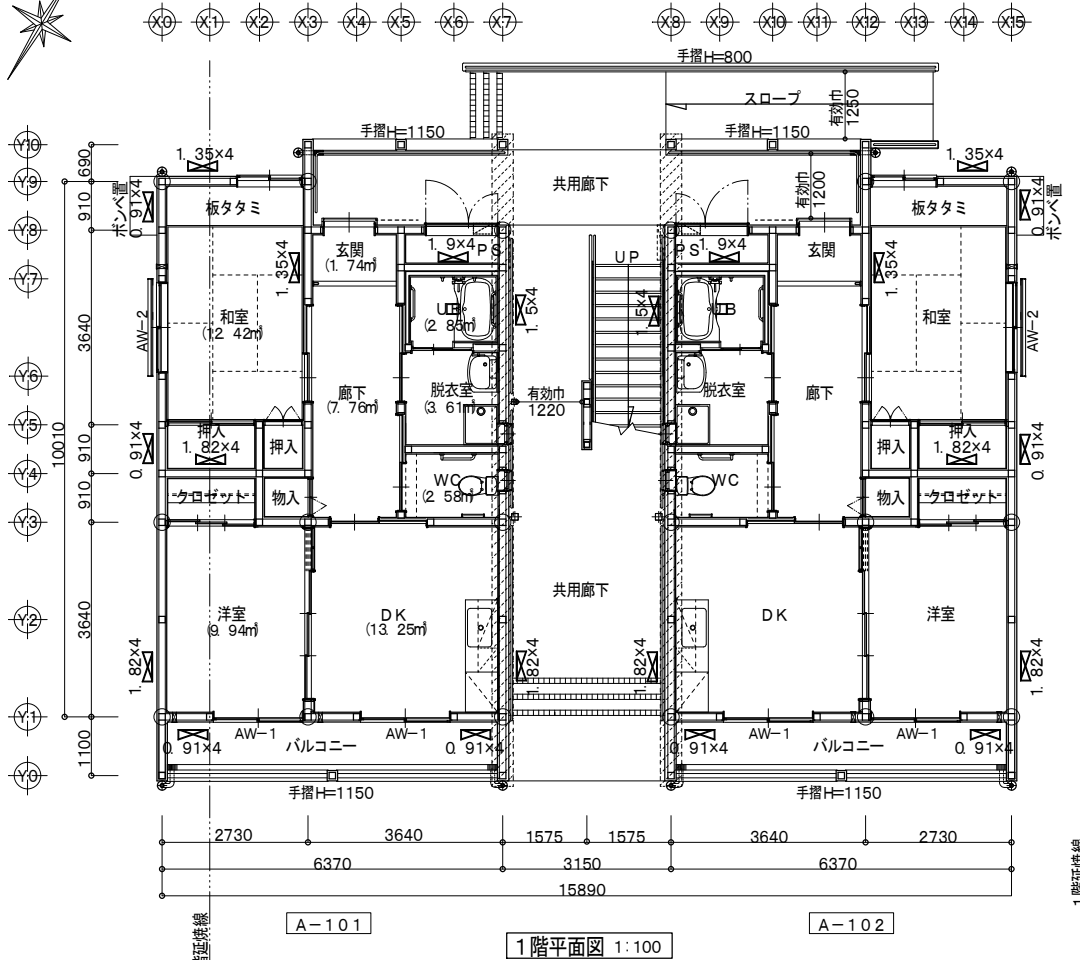 X0 X1 X2 X3 X4 X5 X6 X7 X8 X9 X10 X11 X12 X13 X14 X15
手摺H=800
スロープ
有効巾
1250
Y10
手摺H=1150
手摺H=1150
690
1. 35×4
1. 35×4
Y9
共用廊下
有効巾
1200
ボンベ置
0. 91×4
板タタミ
板タタミ
0. 91×4
ボンベ置
910
Y8
玄関
(1. 74㎡)
1. 9×4
PS
UP
PS
1. 9×4
玄関
Y7
1. 35×4
1. 35×4
UB
(2. 85㎡)
1. 5×4
1. 5×4
UB
AW-2
和室
(12. 42㎡)
和室
AW-2
3640
Y6
廊下
(7. 76㎡)
脱衣室
(3. 61㎡)
有効巾
1220
脱衣室
廊下
Y5
10010
910
0. 91×4
押入
1. 82×4
押入
押入
押入
1. 82×4
0. 91×4
Y4
WC
(2. 58㎡)
WC
910
クロゼット
物入
物入
クロゼット
Y3
共用廊下
3640
Y2
洋室
(9. 94㎡)
DK
(13. 25㎡)
DK
洋室
1. 82×4
1. 82×4
1. 82×4
1. 82×4
Y1
AW-1
AW-1
AW-1
AW-1
1100
0. 91×4
バルコニー
0. 91×4
0. 91×4
バルコニー
0. 91×4
Y0
手摺H=1150
手摺H=1150
2730 3640 1575 1575 3640 2730
6370 3150 6370
15890
階延焼線
1階延焼線
A-101
A-102
1階平面図 1:100